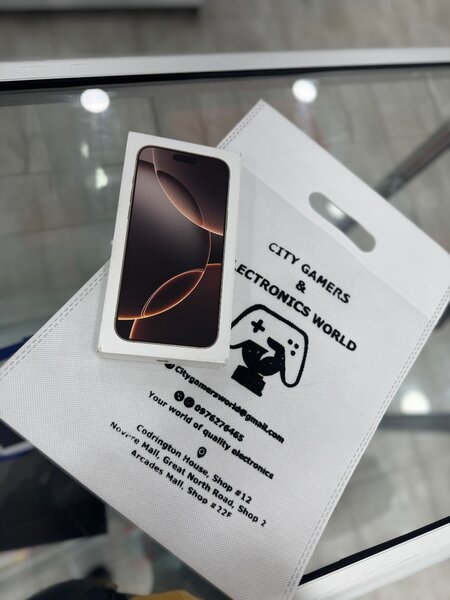 CITY GAMERS
&
ELECTRONICS WORLD
Citygamersworld@gmail.com
0976276465
Your world of quality electronics
Codrington House, Shop #12
Novare Mall, Great North Road, Shop 2
Arcades Mall, Shop #22F